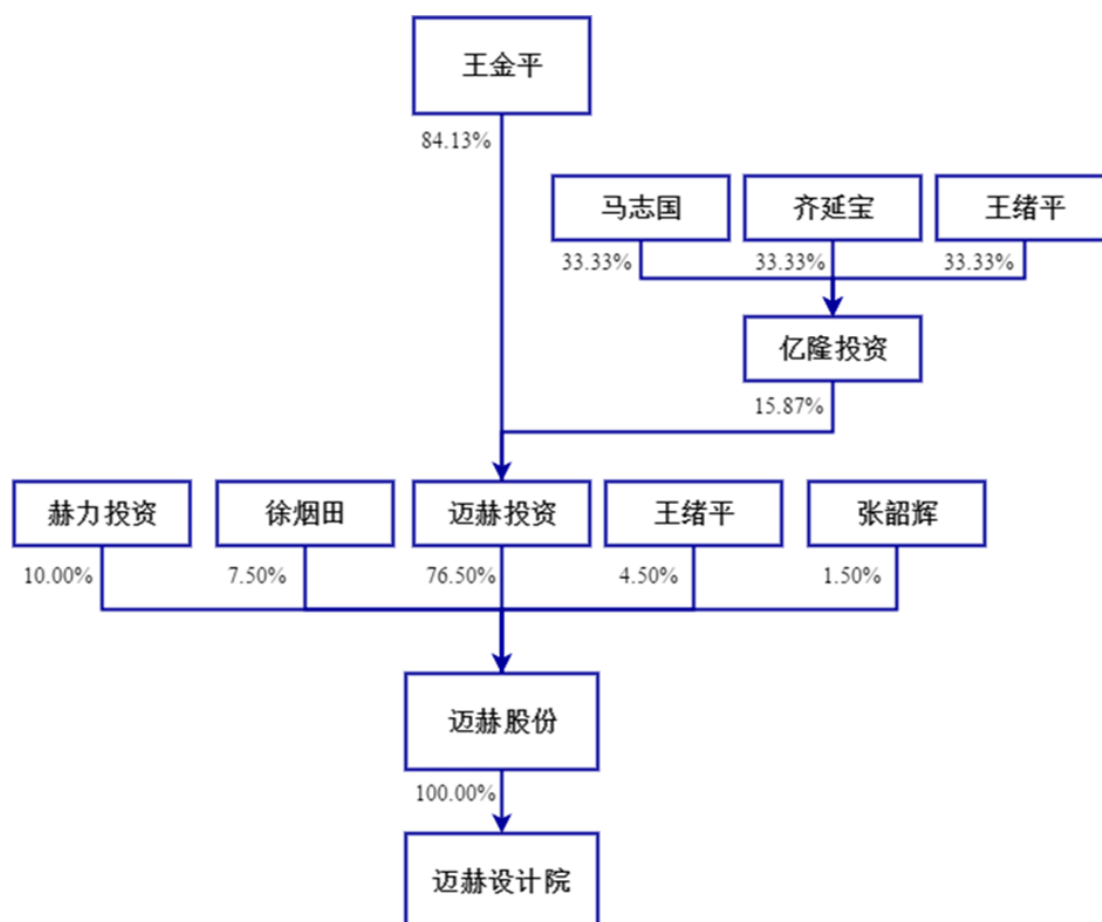 王金平
84.13%
马志国
齐延宝
王绪平
33.33%
33.33%
33.33%
亿隆投资
15.87%
赫力投资
徐烟田
迈赫投资
王绪平
张韶辉
10.00%
7.50%
76.50%
4.50%
1.50%
迈赫股份
100.00%
迈赫设计院